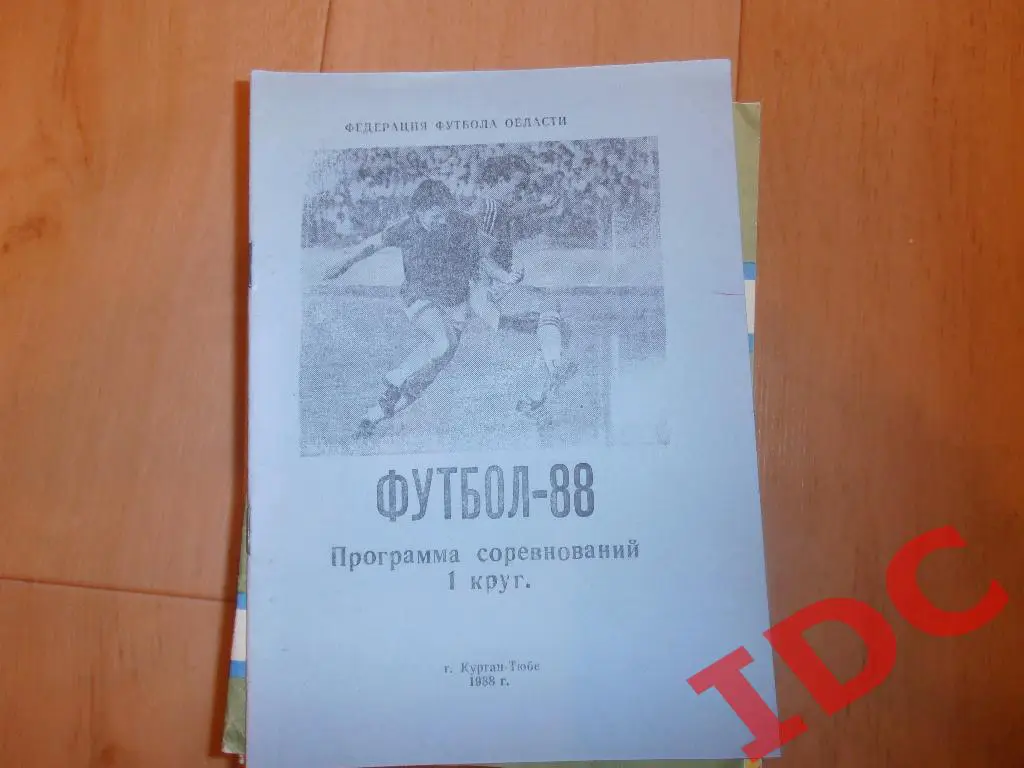 ФЕДЕРАЦИЯ ФУТБОЛА ОБЛАСТИ
ФУТБОЛ-88
Программа соревнований
1 круг.
г. Курган-Тюбе
1988 г.
IDC